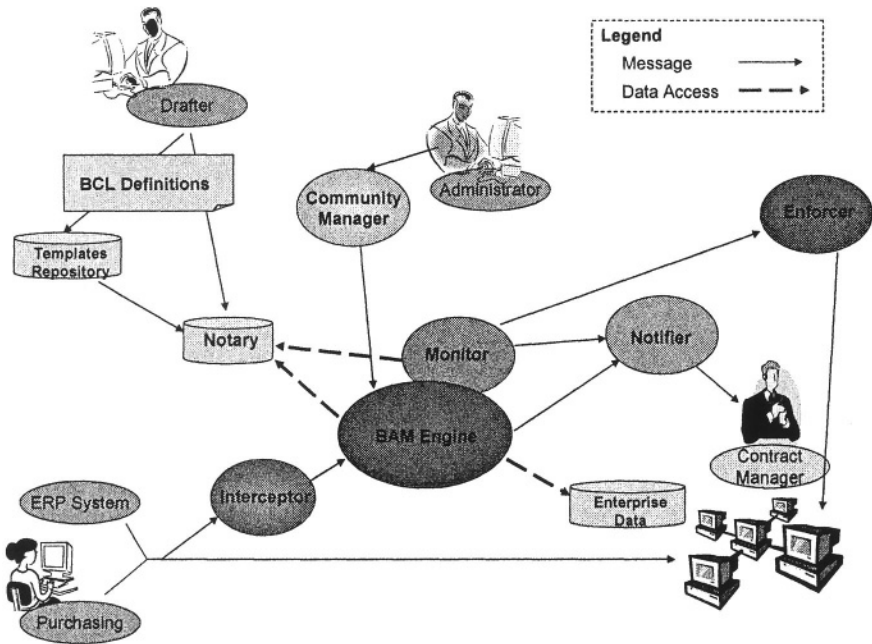 Legend
Message
Data Access
Drafter
BCL Definitions
Community
Manager
Administrator
Enforcer
Templates
Repository
Notary
Monitor
Notifier
BAM Engine
Contract
Manager
ERP System
Interceptor
Enterprise
Data
Purchasing